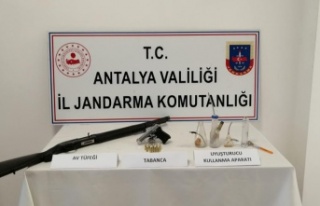 T.C.
ANTALYA VALİLİĞİ
İL JANDARMA KOMUTANLIĞI
AV TÜFEĞİ
TABANCA
UYUŞTURUCU
KULLANMA APARATI